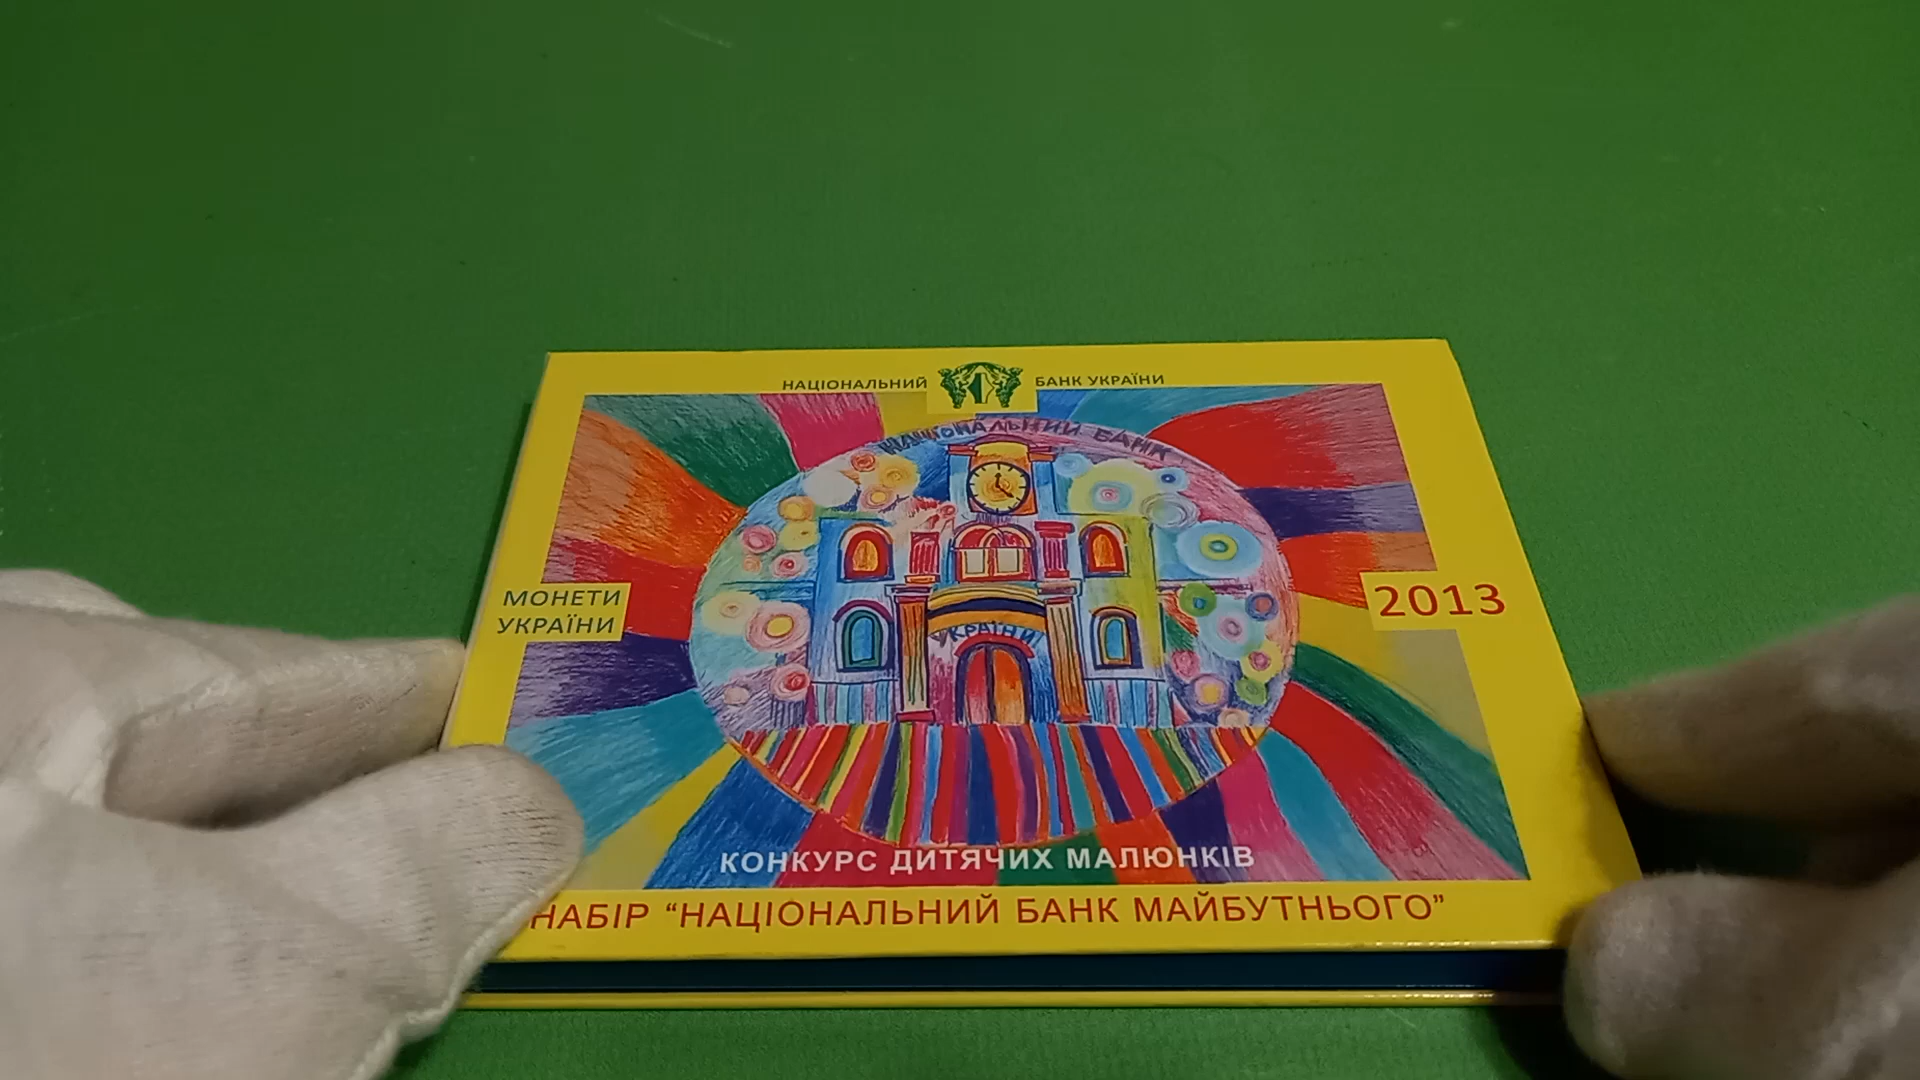 НАЦІОНАЛЬНИЙ БАНК УКРАЇНИ
НАЦІОНАЛЬНИЙ БАНК
УКРАЇНИ
МОНЕТИ
УКРАЇНИ
2013
КОНКУРС ДИТЯЧИХ МАЛЮНКІВ
НАБІР “НАЦІОНАЛЬНИЙ БАНК МАЙБУТНЬОГО”